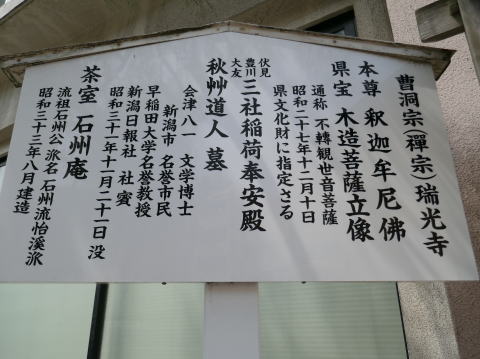 曹洞宗(禪宗)瑞光寺
本尊 釈迦牟尼佛
県宝 木造菩薩立像
通称 不轉観世音菩薩
昭和二十七年十二月十日
県文化財に指定さる
伏見
豊川
大友
三社稲荷奉安殿
秋艸道人墓
会津八一 文学博士
新潟市 名誉市民
早稲田大学名誉教授
新潟日報社 社賓
昭和三十一年十一月二十一日 没
茶室 石州庵
流祖石州公 派名 石州流怡溪派
昭和三十三年八月建造